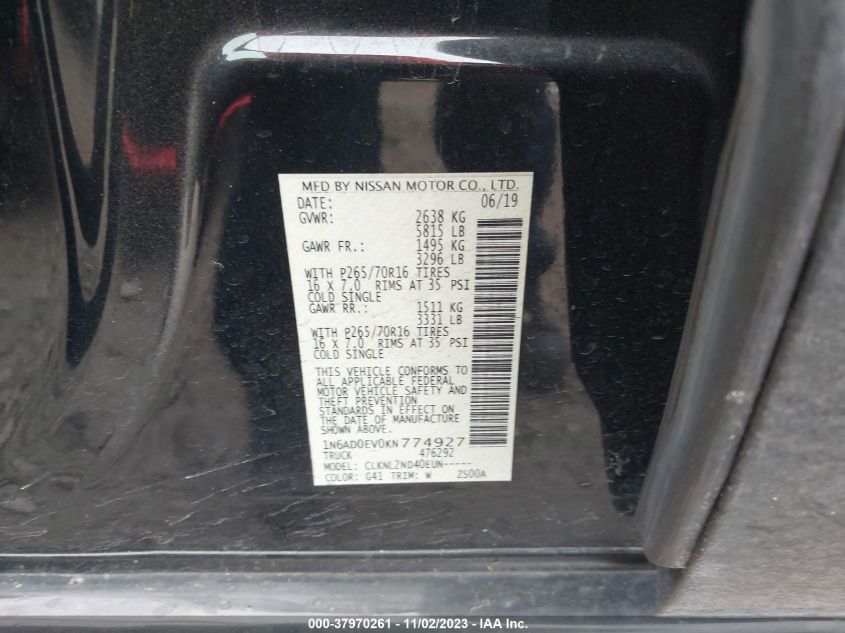 MFD BY NISSAN MOTOR CO., LTD.
DATE: 06/19
GVWR: 2638 KG
5815 LB
GAWR FR.: 1495 KG
3296 LB
WITH P265/70R16 TIRES
16 X 7.0 RIMS AT 35 PSI
COLD SINGLE
GAWR RR.: 1511 KG
3331 LB
WITH P265/70R16 TIRES
16 X 7.0 RIMS AT 35 PSI
COLD SINGLE
THIS VEHICLE CONFORMS TO
ALL APPLICABLE FEDERAL
MOTOR VEHICLE SAFETY AND
THEFT PREVENTION
STANDARDS IN EFFECT ON
THE DATE OF MANUFACTURE
SHOWN ABOVE.
1N6AD0EV0KN774927
TRUCK 476292
MODEL: CLKNLZND40EUN-----
COLOR: G41 TRIM: W ZS00A
000-37970261 - 11/02/2023 - IAA Inc.